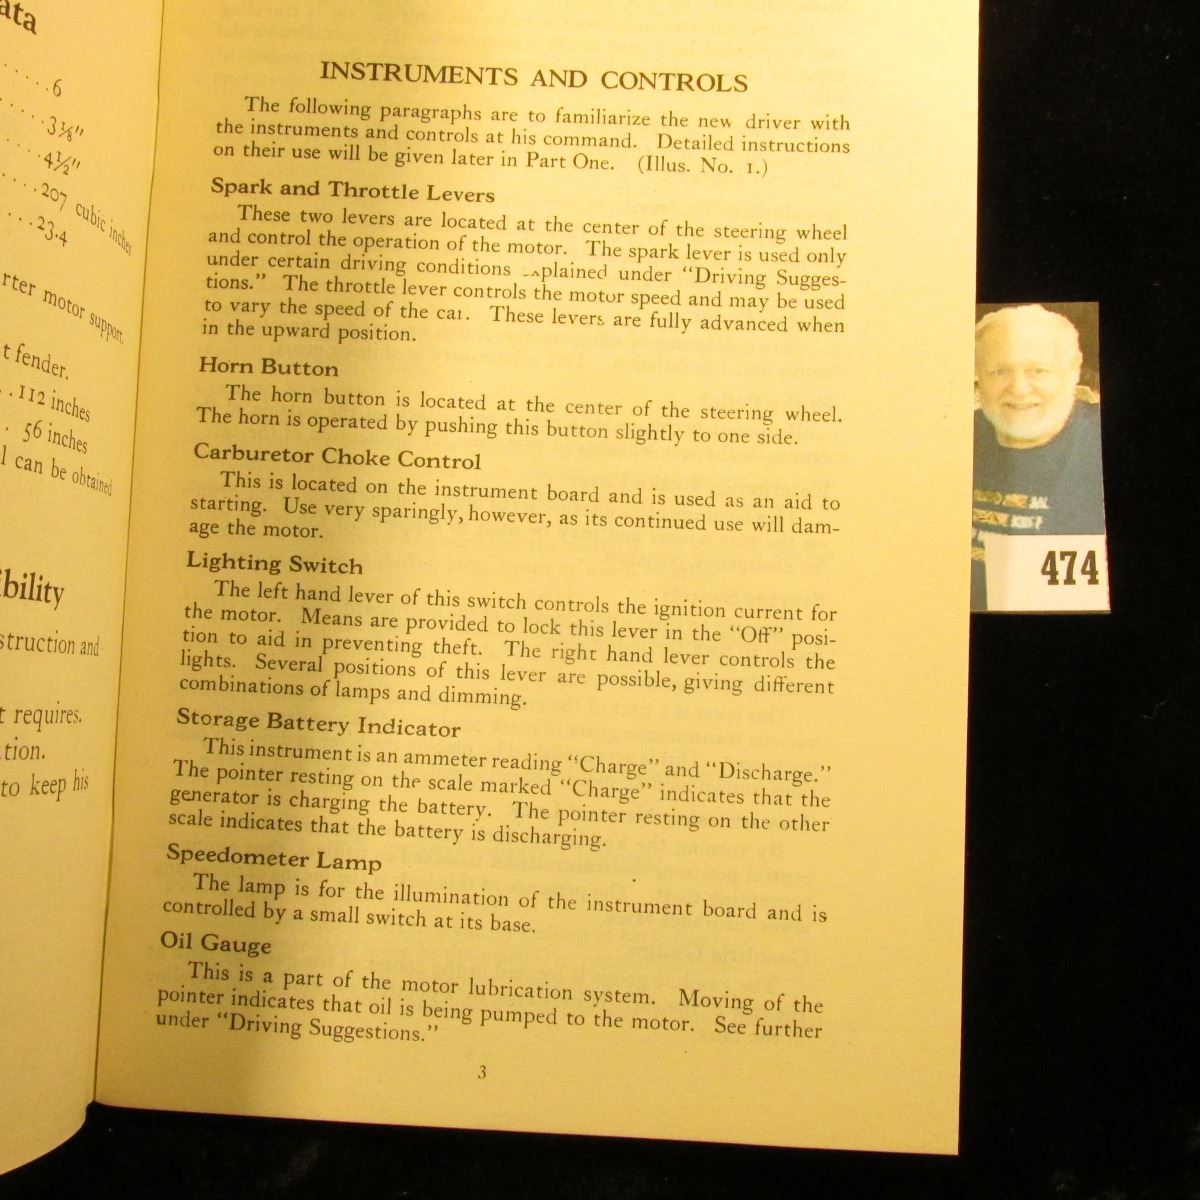 ata
.....6
....3⅛"
....4½"
....207 cubic inches
....23.4
rter motor support.
t fender.
..112 inches
. 56 inches
l can be obtained
ibility
struction and
t requires.
tion.
to keep his
INSTRUMENTS AND CONTROLS
The following paragraphs are to familiarize the new driver with
the instruments and controls at his command. Detailed instructions
on their use will be given later in Part One. (Illus. No. 1.)
Spark and Throttle Levers
These two levers are located at the center of the steering wheel
and control the operation of the motor. The spark lever is used only
under certain driving conditions plained under "Driving Sugges-
tions." The throttle lever controls the motor speed and may be used
to vary the speed of the car. These levers are fully advanced when
in the upward position.
Horn Button
The horn button is located at the center of the steering wheel.
The horn is operated by pushing this button slightly to one side.
Carburetor Choke Control
This is located on the instrument board and is used as an aid to
starting. Use very sparingly, however, as its continued use will dam-
age the motor.
Lighting Switch
The left hand lever of this switch controls the ignition current for
the motor. Means are provided to lock this lever in the "Off" posi-
tion to aid in preventing theft. The right hand lever controls the
lights. Several positions of this lever are possible, giving different
combinations of lamps and dimming.
Storage Battery Indicator
This instrument is an ammeter reading "Charge" and "Discharge."
The pointer resting on the scale marked "Charge" indicates that the
generator is charging the battery. The pointer resting on the other
scale indicates that the battery is discharging.
Speedometer Lamp
The lamp is for the illumination of the instrument board and is
controlled by a small switch at its base.
Oil Gauge
This is a part of the motor lubrication system. Moving of the
pointer indicates that oil is being pumped to the motor. See further
under "Driving Suggestions."
3
474